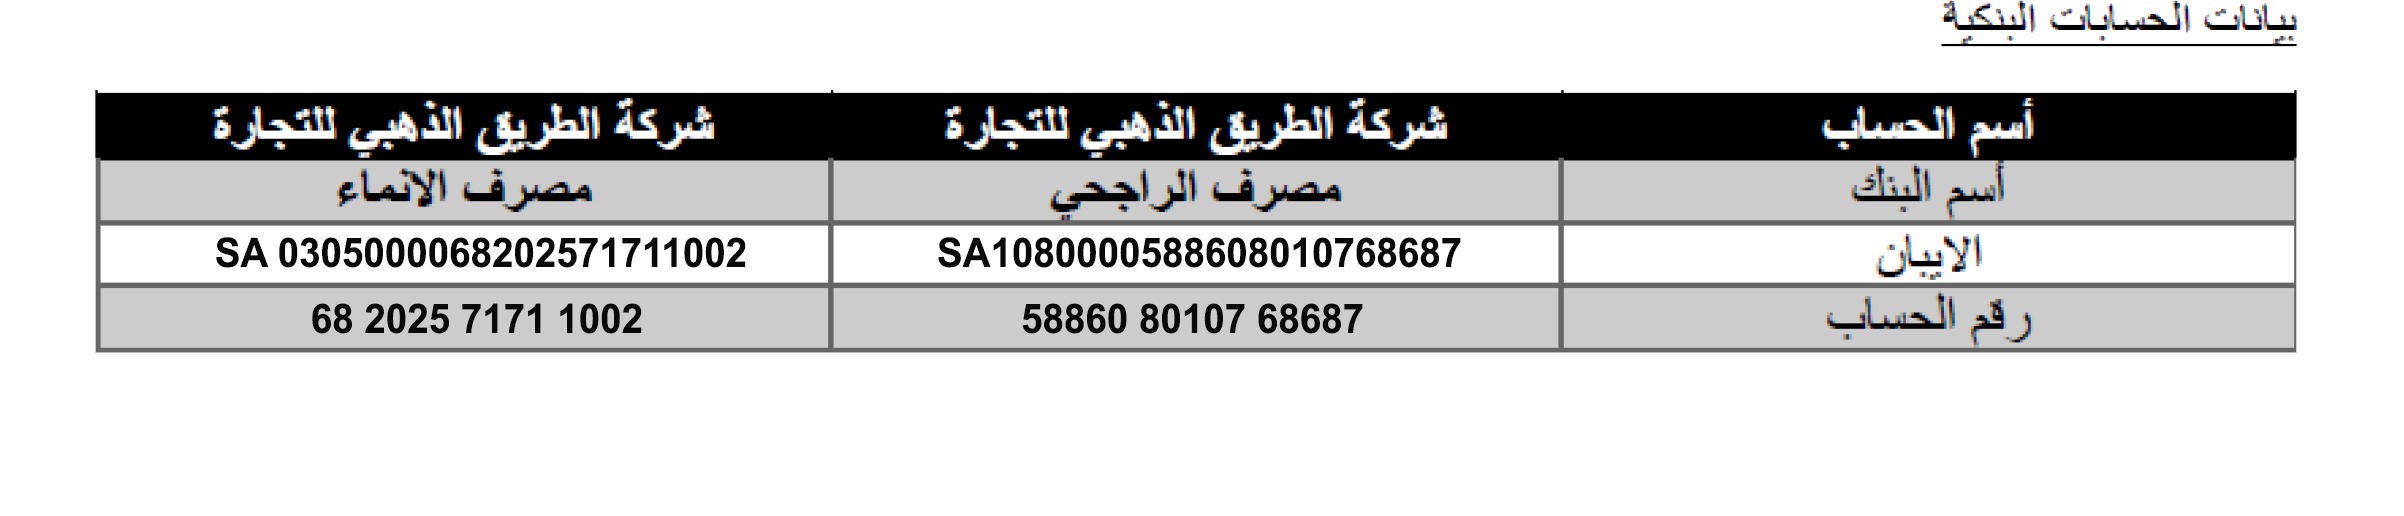 بيانات الحسابات البنكية
أسم الحساب شركة الطريق الذهبي للتجارة شركة الطريق الذهبي للتجارة
أسم البنك مصرف الراجحي مصرف الانماء
الايبان SA1080000588608010768687 SA 0305000068202571711002
رقم الحساب 58860 80107 68687 68 2025 7171 1002